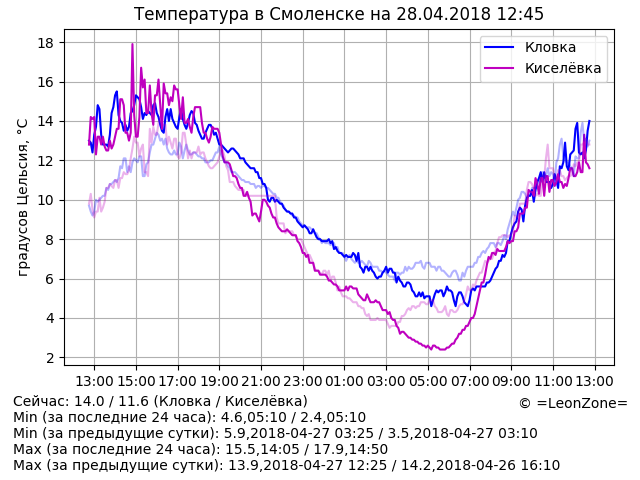 Температура в Смоленске на 28.04.2018 12:45
Кловка
Киселёвка
градусов Цельсия, °C
18
16
14
12
10
8
6
4
2
13:00 15:00 17:00 19:00 21:00 23:00 01:00 03:00 05:00 07:00 09:00 11:00 13:00
Сейчас: 14.0 / 11.6 (Кловка / Киселёвка)
© =LeonZone=
Min (за последние 24 часа): 4.6,05:10 / 2.4,05:10
Min (за предыдущие сутки): 5.9,2018-04-27 03:25 / 3.5,2018-04-27 03:10
Max (за последние 24 часа): 15.5,14:05 / 17.9,14:50
Max (за предыдущие сутки): 13.9,2018-04-27 12:25 / 14.2,2018-04-26 16:10